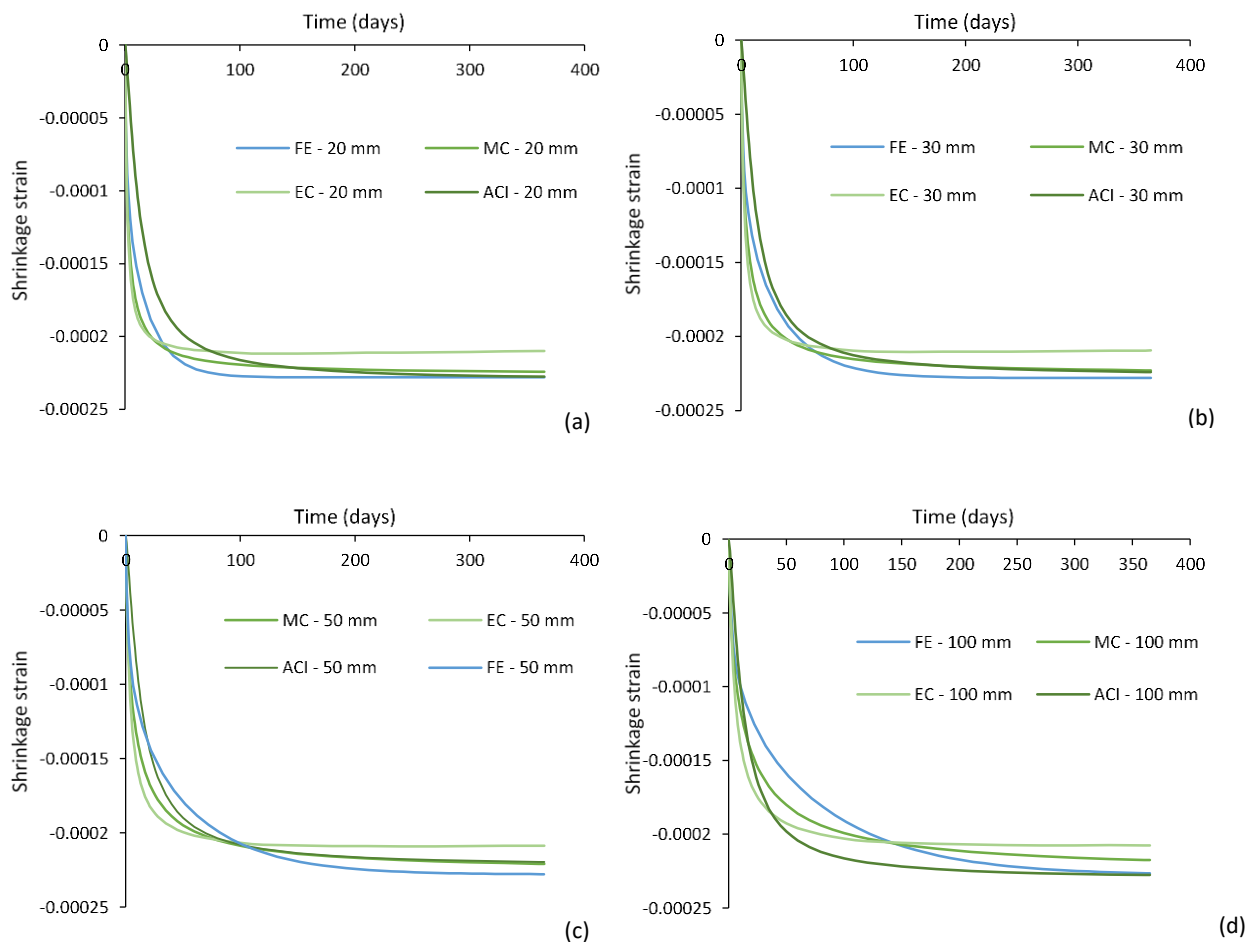 Time (days)
0
0 100 200 300 400
-0.00005
-0.0001
-0.00015
-0.0002
-0.00025
Shrinkage strain
FE - 20 mm MC - 20 mm
EC - 20 mm ACI - 20 mm
(a)
Time (days)
0
0 100 200 300 400
-0.00005
-0.0001
-0.00015
-0.0002
-0.00025
Shrinkage strain
FE - 30 mm MC - 30 mm
EC - 30 mm ACI - 30 mm
(b)
Time (days)
0
0 100 200 300 400
-0.00005
-0.0001
-0.00015
-0.0002
-0.00025
Shrinkage strain
MC - 50 mm EC - 50 mm
ACI - 50 mm FE - 50 mm
(c)
Time (days)
0
0 50 100 150 200 250 300 350 400
-0.00005
-0.0001
-0.00015
-0.0002
-0.00025
Shrinkage strain
FE - 100 mm MC - 100 mm
EC - 100 mm ACI - 100 mm
(d)